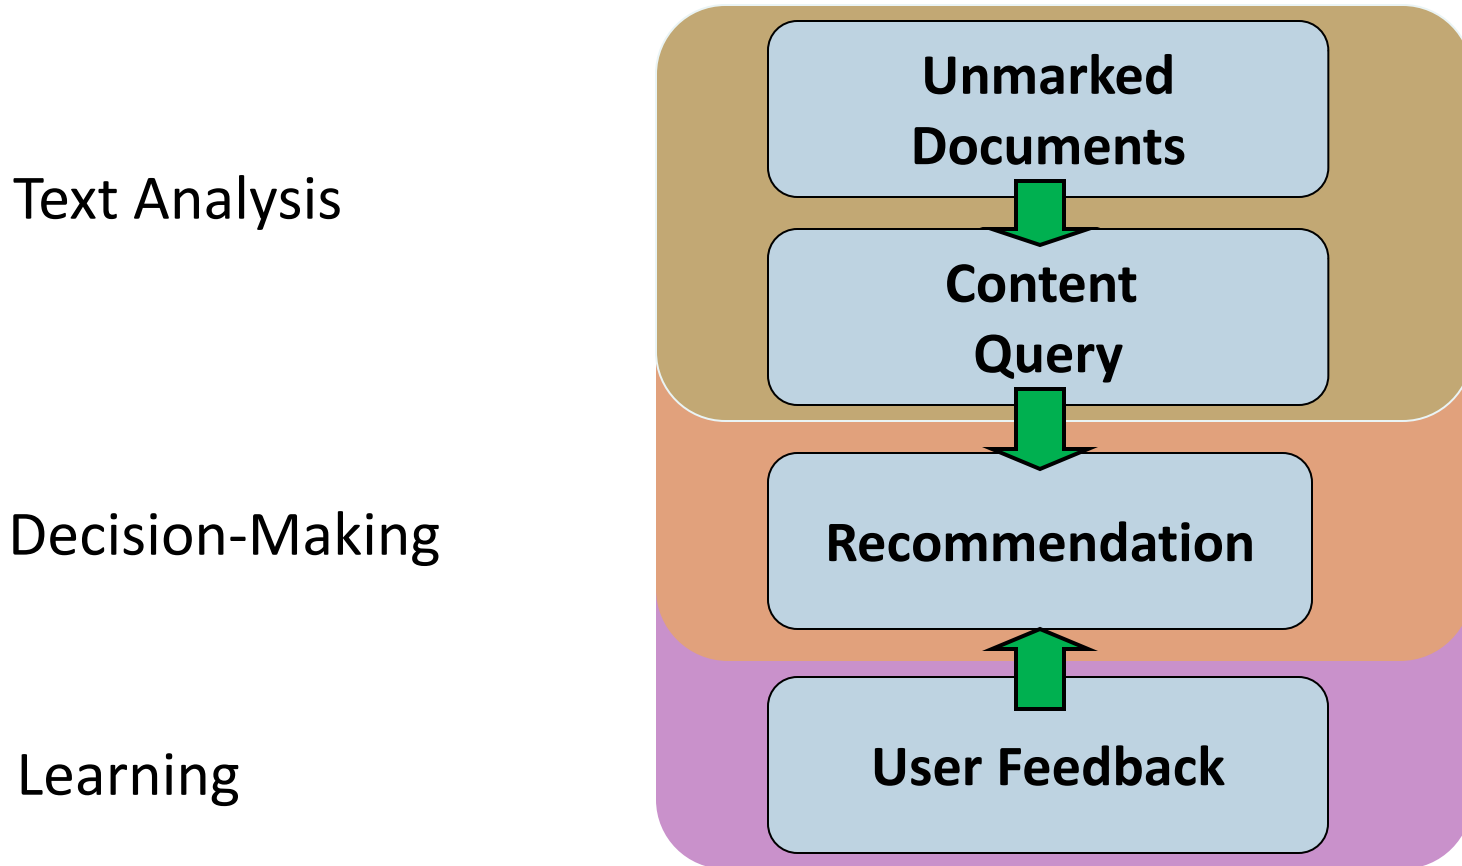 Unmarked
Documents
Text Analysis
Content
Query
Decision-Making
Recommendation
User Feedback
Learning